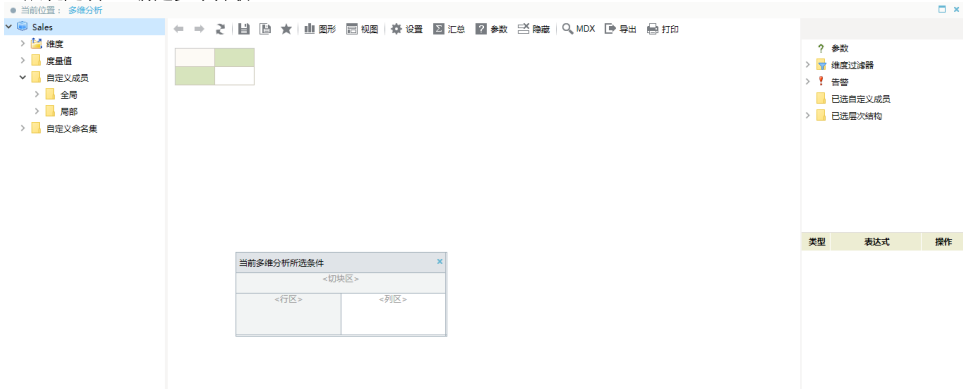 当前位置： 多维分析
Sales
维度
度量值
自定义成员
全局
局部
自定义命名集
图形 视图 设置 汇总 参数 隐藏 MDX 导出 打印
当前多维分析所选条件
<切块区>
<行区> <列区>
参数
维度过滤器
告警
已选自定义成员
已选层次结构
类型 表达式 操作